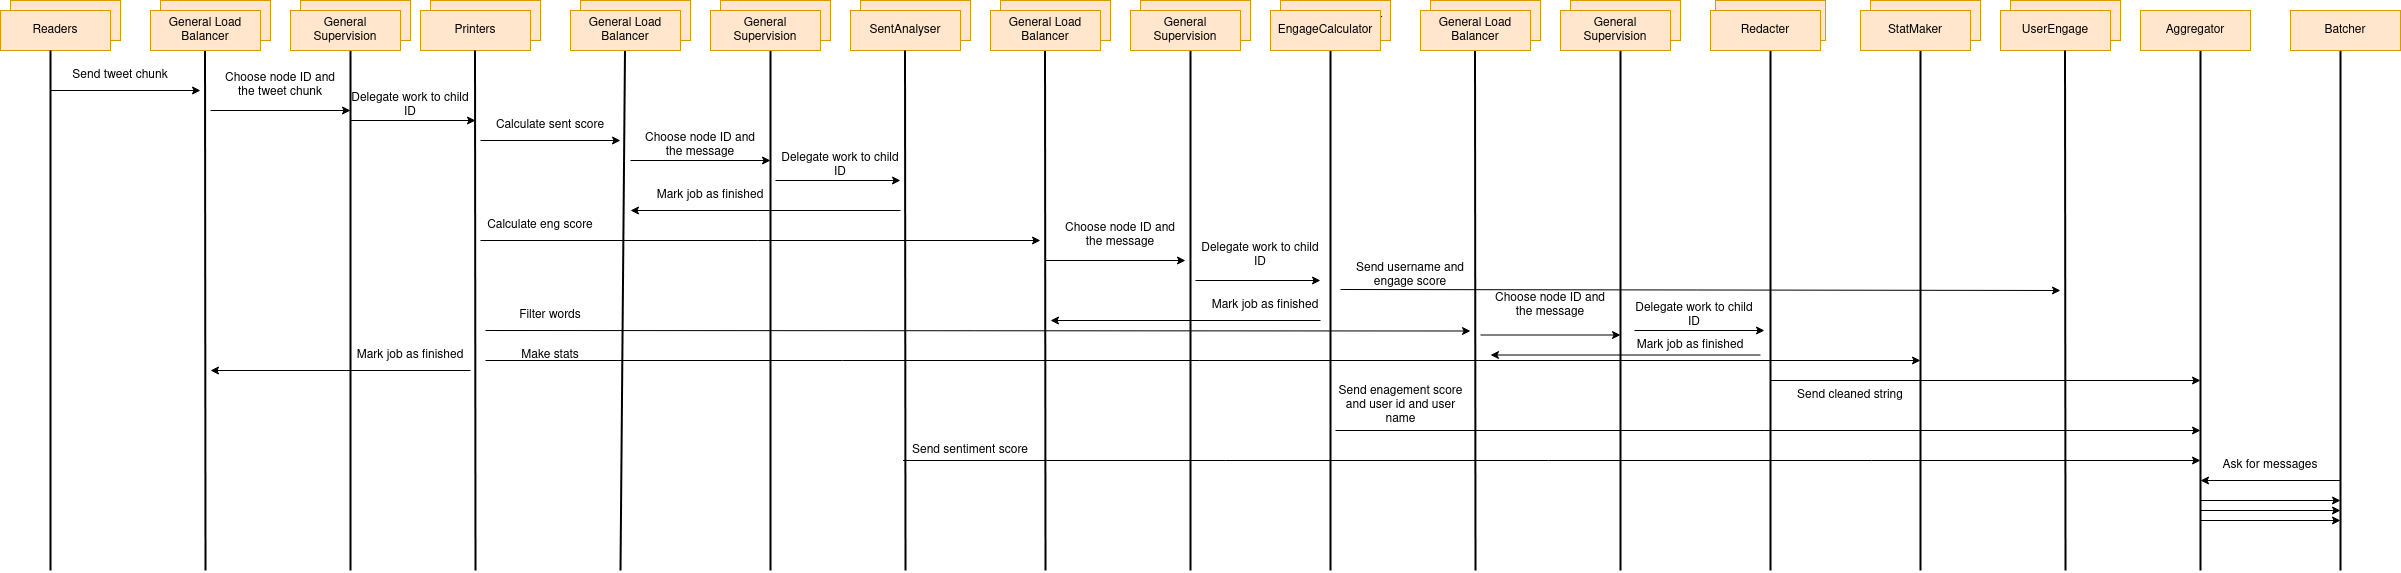 Readers
General Load
Balancer
General
Supervision
Printers
General Load
Balancer
General
Supervision
SentAnalyser
General Load
Balancer
General
Supervision
EngageCalculator
General Load
Balancer
General
Supervision
Redacter
StatMaker
UserEngage
Aggregator
Batcher
Send tweet chunk
Choose node ID and
the tweet chunk
Delegate work to child
ID
Calculate sent score
Choose node ID and
the message
Delegate work to child
ID
Mark job as finished
Calculate eng score
Choose node ID and
the message
Delegate work to child
ID
Send username and
engage score
Mark job as finished
Filter words
Choose node ID and
the message
Delegate work to child
ID
Mark job as finished
Make stats
Mark job as finished
Send cleaned string
Send enagement score
and user id and user
name
Send sentiment score
Ask for messages